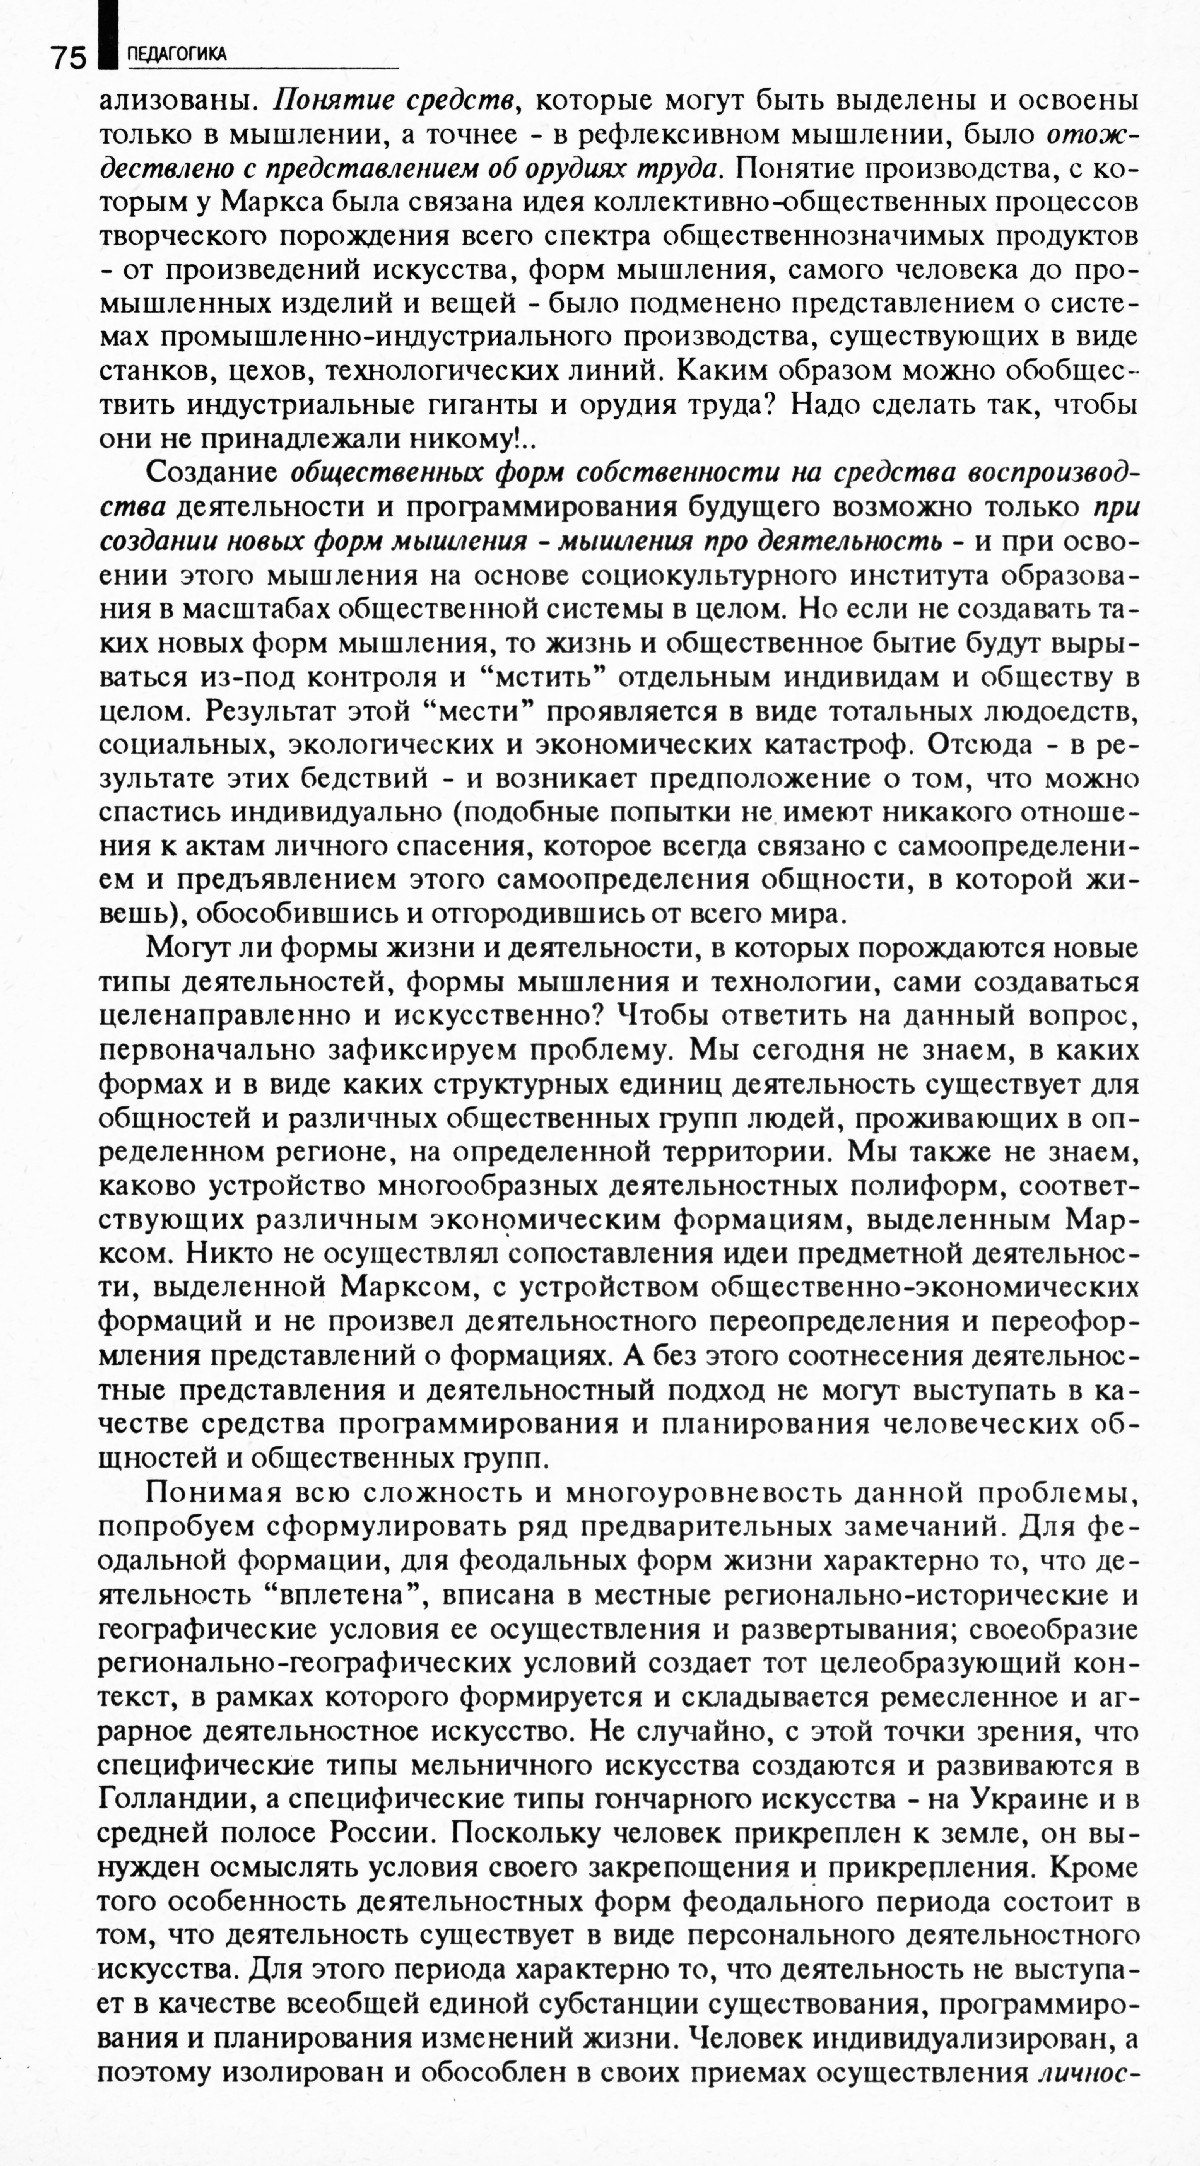 75 ПЕДАГОГИКА
ализованы. Понятие средств, которые могут быть выделены и освоены
только в мышлении, а точнее - в рефлексивном мышлении, было отож-
дествлено с представлением об орудиях труда. Понятие производства, с ко-
торым у Маркса была связана идея коллективно-общественных процессов
творческого порождения всего спектра общественнозначимых продуктов
- от произведений искусства, форм мышления, самого человека до про-
мышленных изделий и вещей - было подменено представлением о систе-
мах промышленно-индустриального производства, существующих в виде
станков, цехов, технологических линий. Каким образом можно обобщес-
твить индустриальные гиганты и орудия труда? Надо сделать так, чтобы
они не принадлежали никому!..
Создание общественных форм собственности на средства воспроизвод-
ства деятельности и программирования будущего возможно только при
создании новых форм мышления - мышления про деятельность - и при осво-
ении этого мышления на основе социокультурного института образова-
ния в масштабах общественной системы в целом. Но если не создавать та-
ких новых форм мышления, то жизнь и общественное бытие будут выры-
ваться из-под контроля и “мстить” отдельным индивидам и обществу в
целом. Результат этой “мести” проявляется в виде тотальных людоедств,
социальных, экологических и экономических катастроф. Отсюда - в ре-
зультате этих бедствий - и возникает предположение о том, что можно
спастись индивидуально (подобные попытки не имеют никакого отноше-
ния к актам личного спасения, которое всегда связано с самоопределени-
ем и предъявлением этого самоопределения общности, в которой жи-
вешь), обособившись и отгородившись от всего мира.
Могут ли формы жизни и деятельности, в которых порождаются новые
типы деятельностей, формы мышления и технологии, сами создаваться
целенаправленно и искусственно? Чтобы ответить на данный вопрос,
первоначально зафиксируем проблему. Мы сегодня не знаем, в каких
формах и в виде каких структурных единиц деятельность существует для
общностей и различных общественных групп людей, проживающих в оп-
ределенном регионе, на определенной территории. Мы также не знаем,
каково устройство многообразных деятельностных полиформ, соответ-
ствующих различным экономическим формациям, выделенным Мар-
ксом. Никто не осуществлял сопоставления идеи предметной деятельнос-
ти, выделенной Марксом, с устройством общественно-экономических
формаций и не произвел деятельностного переопределения и переофор-
мления представлений о формациях. А без этого соотнесения деятельнос-
тные представления и деятельностный подход не могут выступать в ка-
честве средства программирования и планирования человеческих об-
щностей и общественных групп.
Понимая всю сложность и многоуровневость данной проблемы,
попробуем сформулировать ряд предварительных замечаний. Для фе-
одальной формации, для феодальных форм жизни характерно то, что де-
ятельность “вплетена”, вписана в местные регионально-исторические и
географические условия ее осуществления и развертывания; своеобразие
регионально-географических условий создает тот целеобразующий кон-
текст, в рамках которого формируется и складывается ремесленное и аг-
рарное деятельностное искусство. Не случайно, с этой точки зрения, что
специфические типы мельничного искусства создаются и развиваются в
Голландии, а специфические типы гончарного искусства - на Украине и в
средней полосе России. Поскольку человек прикреплен к земле, он вы-
нужден осмыслять условия своего закрепощения и прикрепления. Кроме
того особенность деятельностных форм феодального периода состоит в
том, что деятельность существует в виде персонального деятельностного
искусства. Для этого периода характерно то, что деятельность не выступа-
ет в качестве всеобщей единой субстанции существования, программиро-
вания и планирования изменений жизни. Человек индивидуализирован, а
поэтому изолирован и обособлен в своих приемах осуществления личнос-